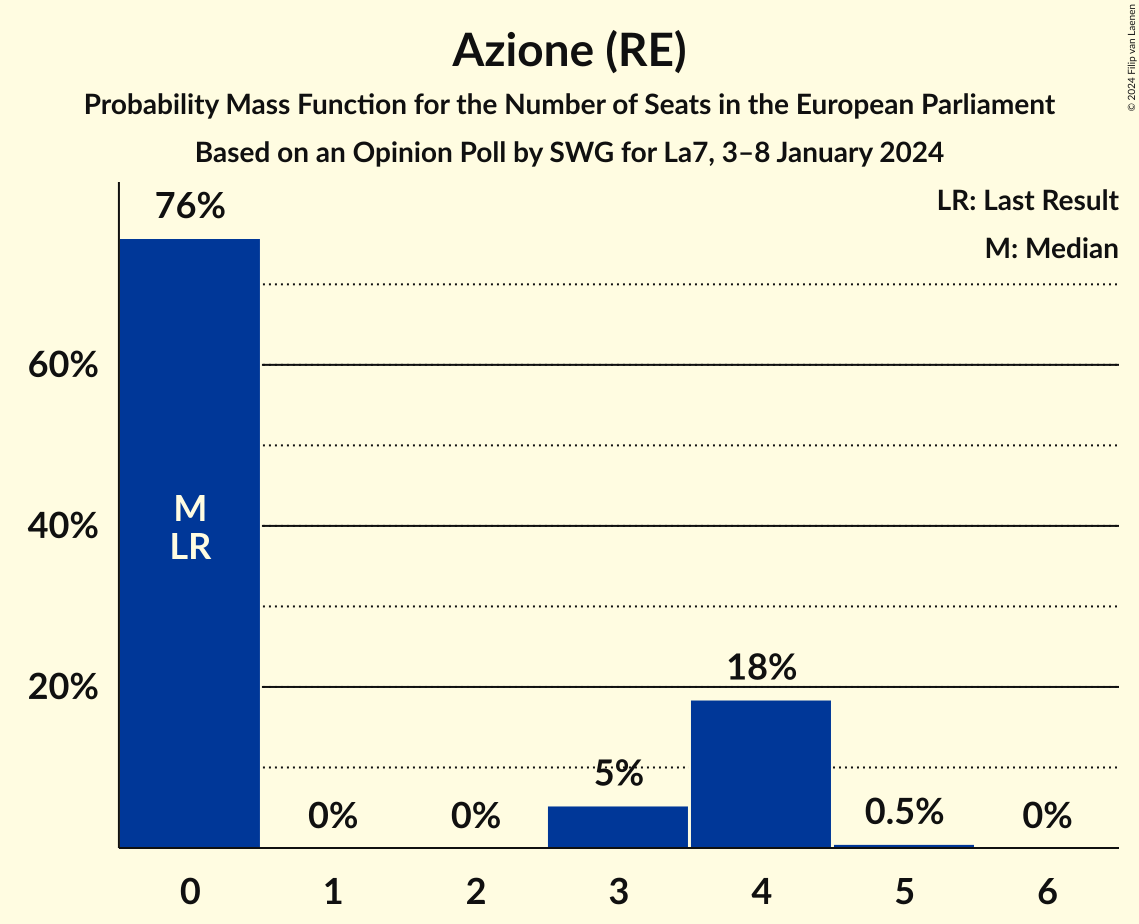 Azione (RE)
Probability Mass Function for the Number of Seats in the European Parliament
Based on an Opinion Poll by SWG for La7, 3–8 January 2024
© 2024 Filip van Laenen
LR: Last Result
M: Median
76%
60%
40%
20%
M
LR
0%
0%
5%
18%
0.5%
0%
0
1
2
3
4
5
6